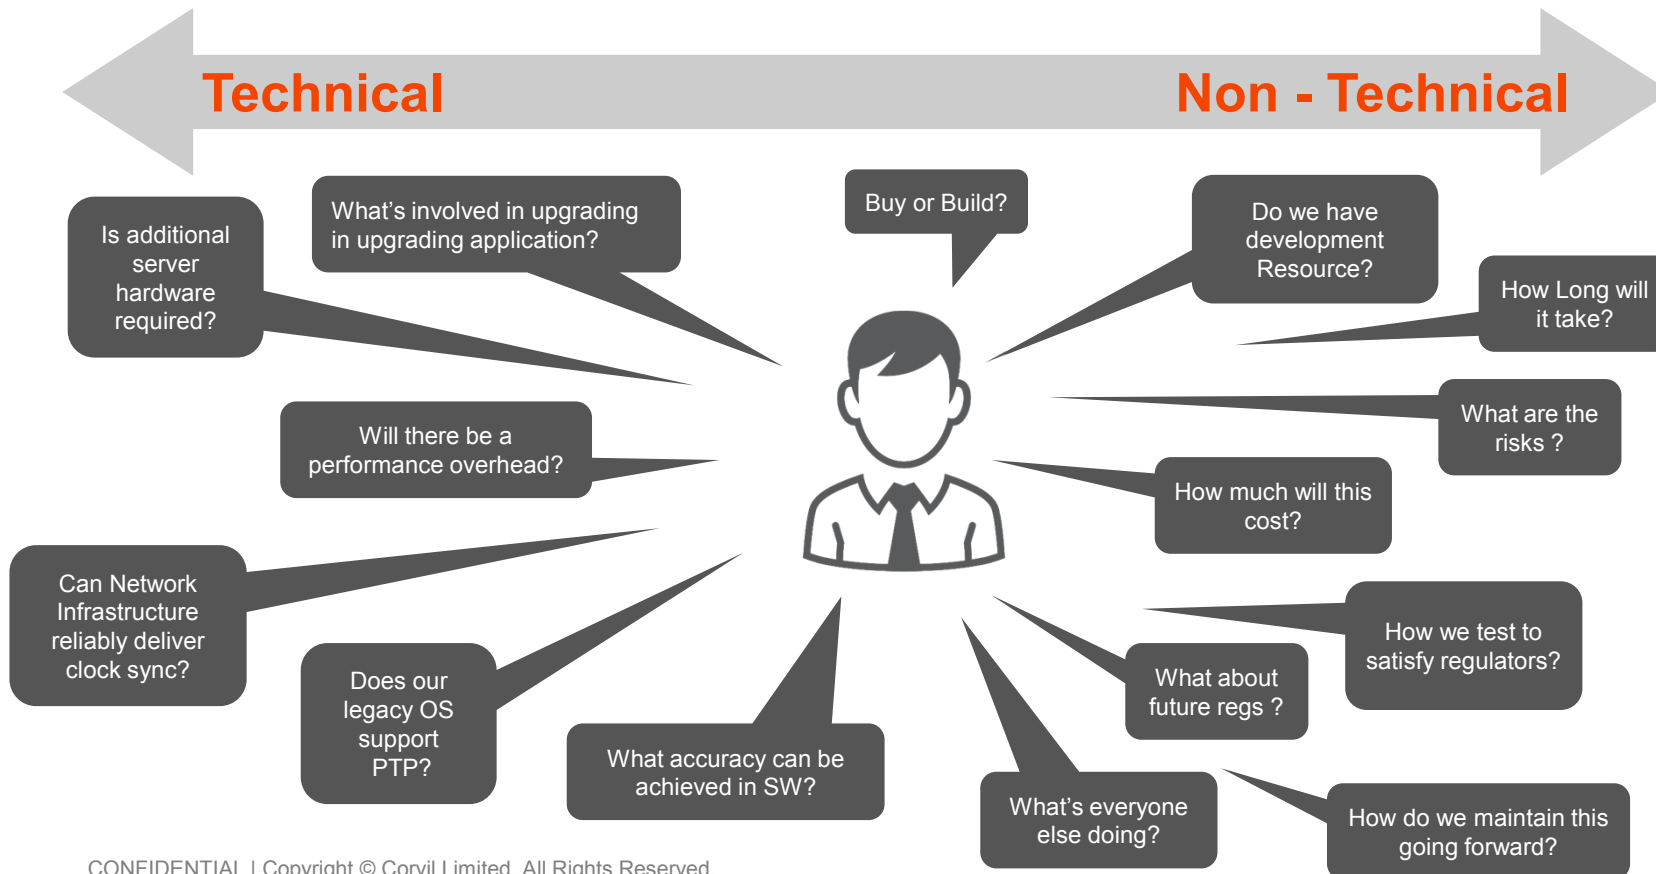 Technical
Non - Technical
Is additional
server
hardware
required?
What’s involved in upgrading
in upgrading application?
Buy or Build?
Do we have
development
Resource?
How Long will
it take?
Will there be a
performance overhead?
What are the
risks ?
How much will this
cost?
Can Network
Infrastructure
reliably deliver
clock sync?
Does our
legacy OS
support
PTP?
What accuracy can be
achieved in SW?
What’s everyone
else doing?
What about
future regs ?
How we test to
satisfy regulators?
How do we maintain this
going forward?
CONFIDENTIAL | Copyright © Corvil Limited. All Rights Reserved